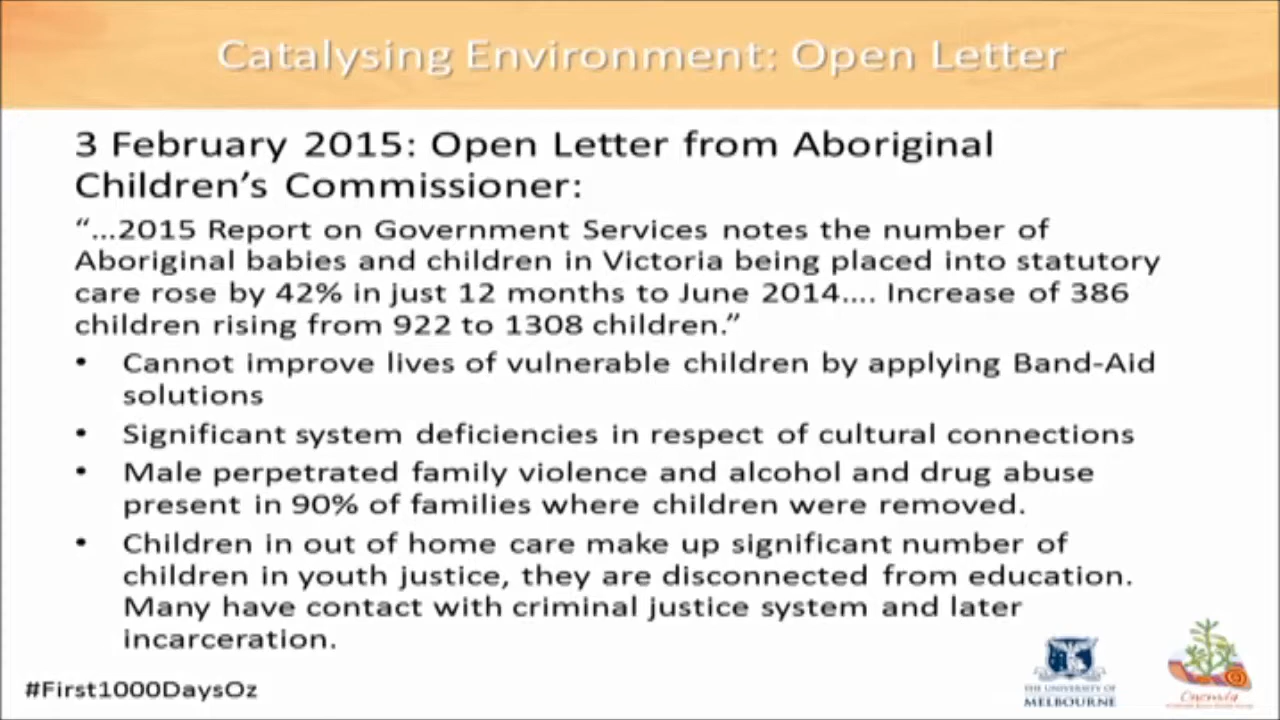 Catalysing Environment: Open Letter
3 February 2015: Open Letter from Aboriginal
Children's Commissioner:
"...2015 Report on Government Services notes the number of
Aboriginal babies and children in Victoria being placed into statutory
care rose by 42% in just 12 months to June 2014.... Increase of 386
children rising from 922 to 1308 children."
• Cannot improve lives of vulnerable children by applying Band-Aid
solutions
• Significant system deficiencies in respect of cultural connections
• Male perpetrated family violence and alcohol and drug abuse
present in 90% of families where children were removed.
• Children in out of home care make up significant number of
children in youth justice, they are disconnected from education.
Many have contact with criminal justice system and later
incarceration.
#First1000DaysOz
THE UNIVERSITY OF
MELBOURNE